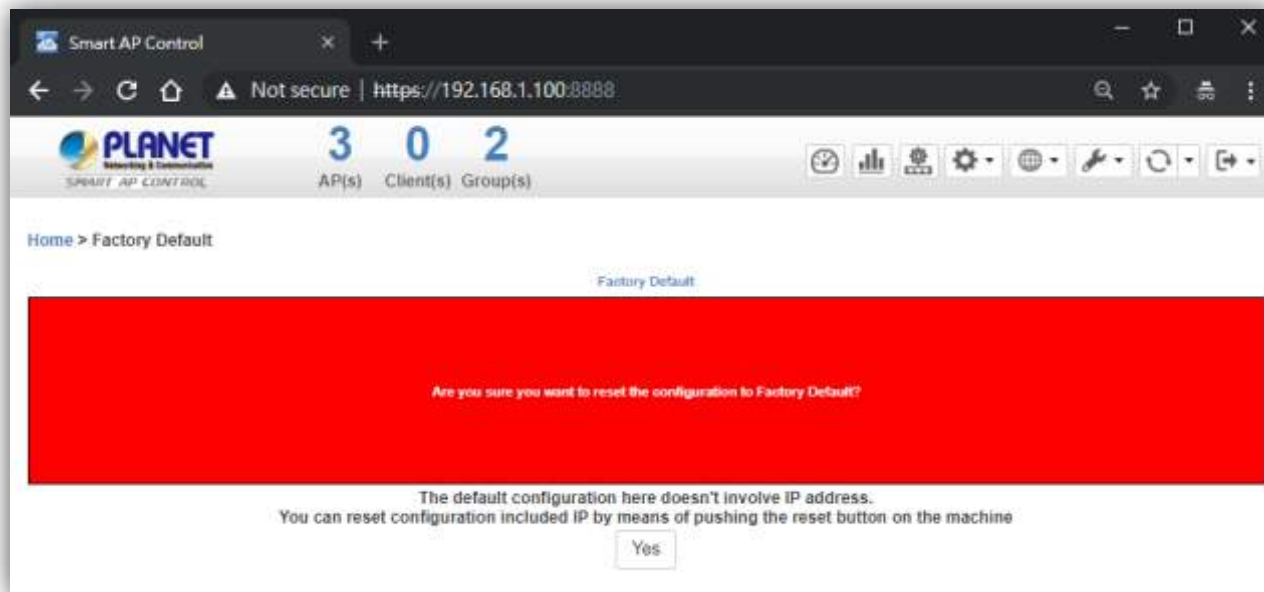 Smart AP Control
Not secure | https://192.168.1.100:8888
PLANET
Networking & Communication
SMART AP CONTROL
3 0 2
AP(s) Client(s) Group(s)
Home > Factory Default
Factory Default
Are you sure you want to reset the configuration to Factory Default?
The default configuration here doesn't involve IP address.
You can reset configuration included IP by means of pushing the reset button on the machine
Yes